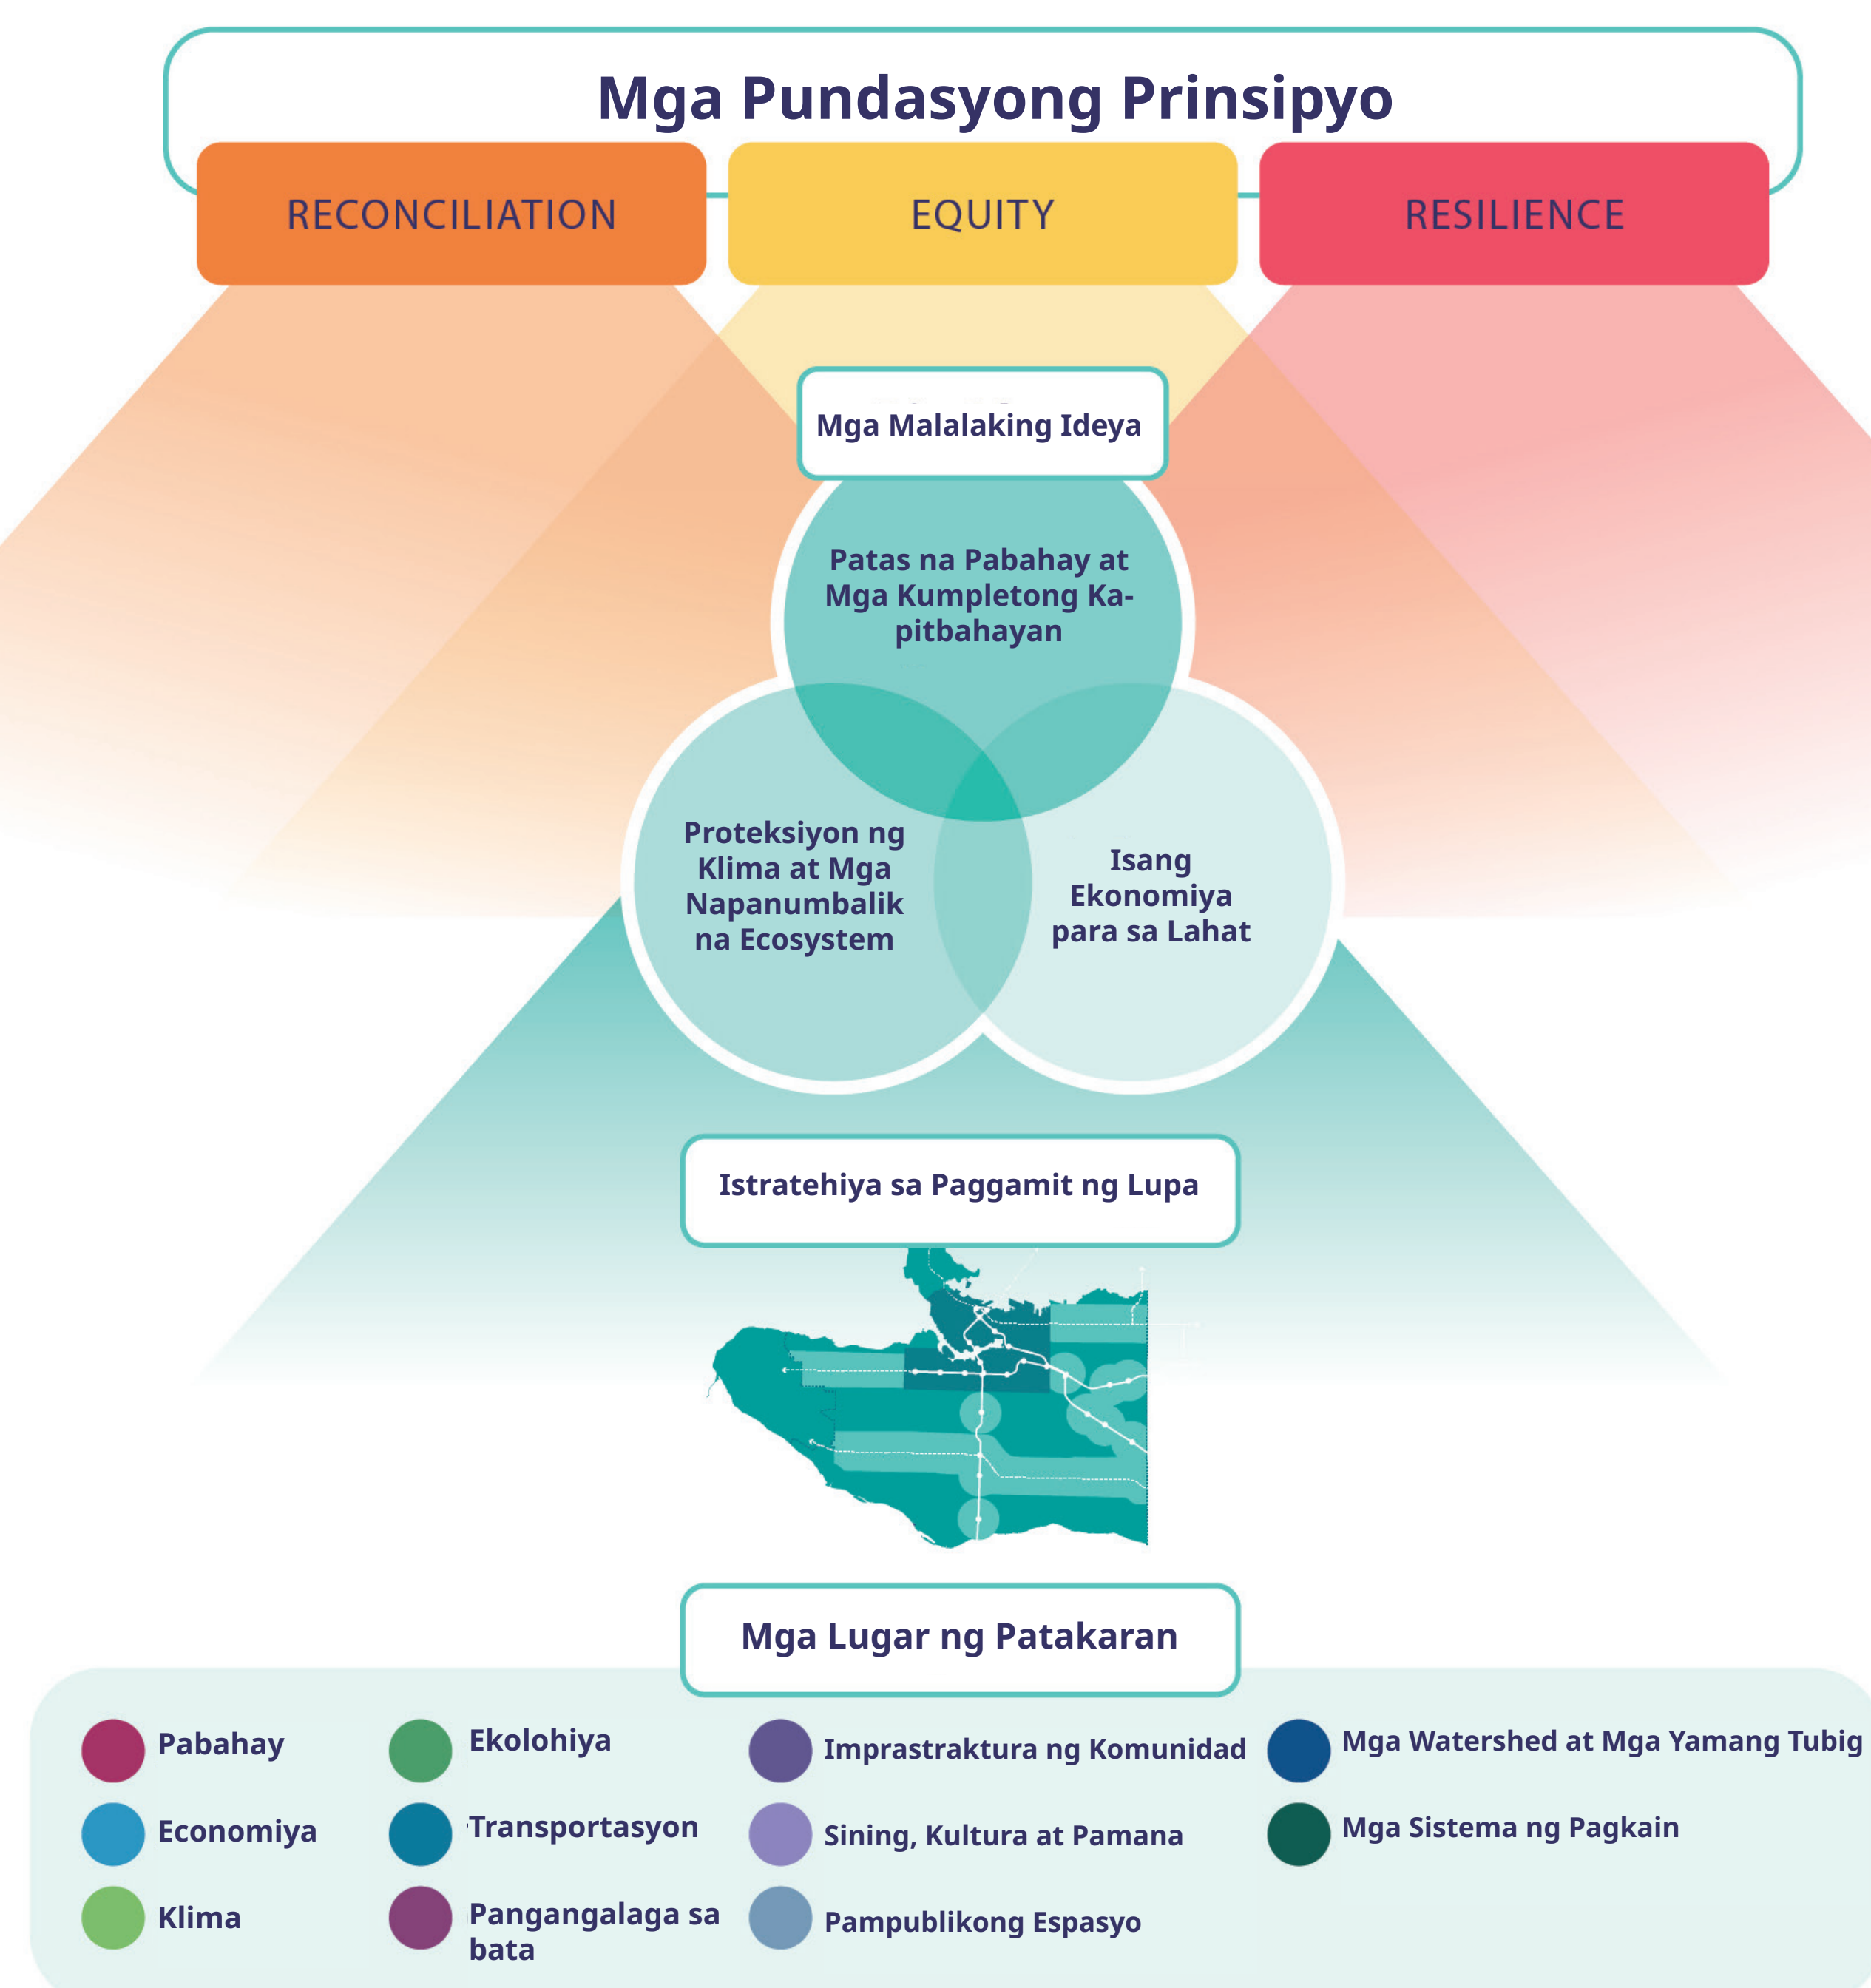 Mga Pundasyong Prinsipyo
RECONCILIATION
EQUITY
RESILIENCE
Mga Malalaking Ideya
Patas na Pabahay at
Mga Kumpletong Ka-
pitbahayan
Proteksiyon ng
Klima at Mga
Napanumbalik
na Ecosystem
Isang
Ekonomiya
para sa Lahat
Istratehiya sa Paggamit ng Lupa
Mga Lugar ng Patakaran
Pabahay
Economiya
Klima
Ekolohiya
Transportasyon
Pangangalaga sa
bata
Imprastraktura ng Komunidad
Sining, Kultura at Pamana
Pampublikong Espasyo
Mga Watershed at Mga Yamang Tubig
Mga Sistema ng Pagkain